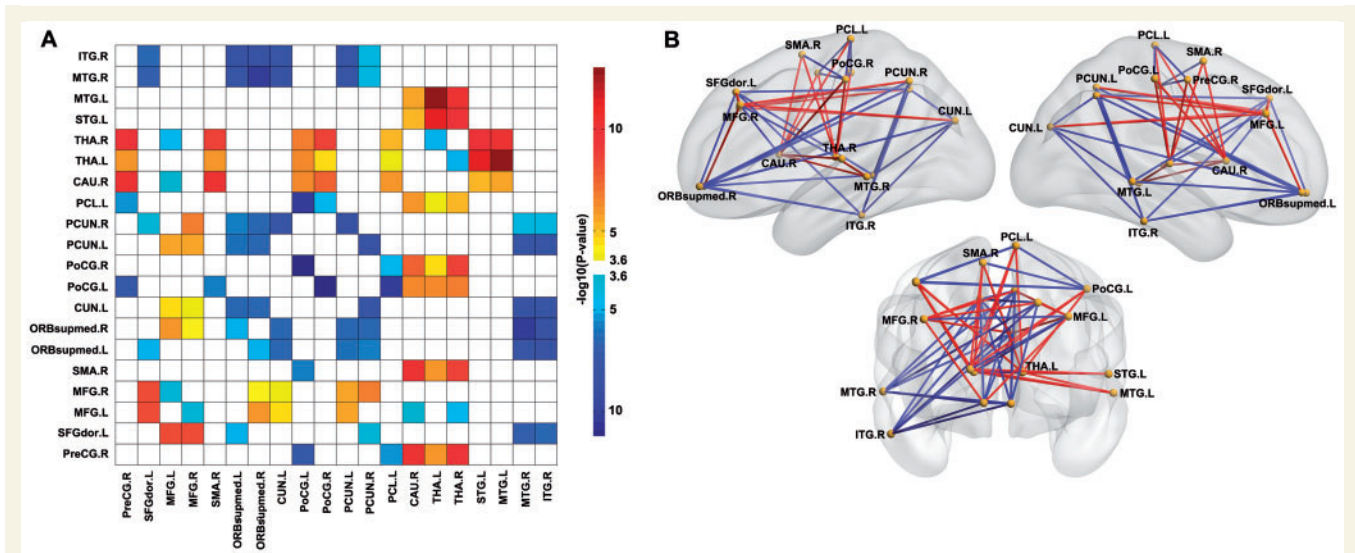 A
ITG.R
MTG.R
MTG.L
STG.L
THA.R
THA.L
CAU.R
PCL.L
PCUN.R
PCUN.L
PoCG.R
PoCG.L
CUN.L
ORBsupmed.R
ORBsupmed.L
SMA.R
MFG.R
MFG.L
SFGdor.L
PreCG.R
PreCG.R
SFGdor.L
MFG.L
MFG.R
SMA.R
ORBsupmed.L
ORBsupmed.R
CUN.L
PoCG.L
PoCG.R
PCUN.L
PCUN.R
PCL.L
CAU.R
THA.L
THA.R
STG.L
MTG.L
MTG.R
ITG.R
10
5
3.6
3.6
5
10
-log10(P-value)
B
PCL.L
SMA.R
PoCG.R
PCUN.R
SFGdor.L
MFG.R
CUN.L
THA.R
CAU.R
MTG.R
ORBsupmed.R
ITG.R
PCL.L
SMA.R
PoCG.L
PreCG.R
PCUN.L
SFGdor.L
MFG.L
CUN.L
CAU.R
MTG.L
ORBsupmed.L
ITG.R
PCL.L
SMA.R
PoCG.L
MFG.R
MFG.L
THA.L
STG.L
MTG.R
MTG.L
ITG.R